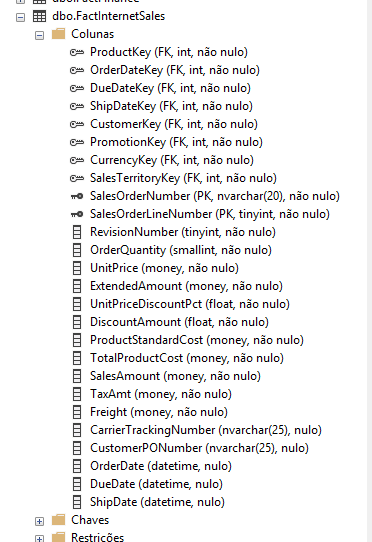 dbo.FactFinance
dbo.FactInternetSales
Colunas
ProductKey (FK, int, não nulo)
OrderDateKey (FK, int, não nulo)
DueDateKey (FK, int, não nulo)
ShipDateKey (FK, int, não nulo)
CustomerKey (FK, int, não nulo)
PromotionKey (FK, int, não nulo)
CurrencyKey (FK, int, não nulo)
SalesTerritoryKey (FK, int, não nulo)
SalesOrderNumber (PK, nvarchar(20), não nulo)
SalesOrderLineNumber (PK, tinyint, não nulo)
RevisionNumber (tinyint, não nulo)
OrderQuantity (smallint, não nulo)
UnitPrice (money, não nulo)
ExtendedAmount (money, não nulo)
UnitPriceDiscountPct (float, não nulo)
DiscountAmount (float, não nulo)
ProductStandardCost (money, não nulo)
TotalProductCost (money, não nulo)
SalesAmount (money, não nulo)
TaxAmt (money, não nulo)
Freight (money, não nulo)
CarrierTrackingNumber (nvarchar(25), nulo)
CustomerPONumber (nvarchar(25), nulo)
OrderDate (datetime, nulo)
DueDate (datetime, nulo)
ShipDate (datetime, nulo)
Chaves
Restrições